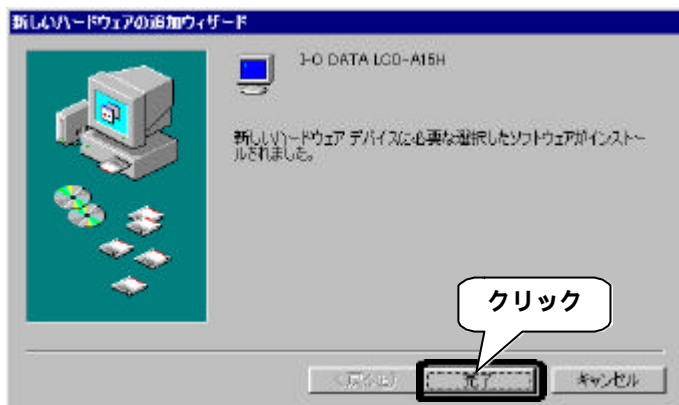 新しいハードウェアの追加ウィザード
I-O DATA LCD-A15H
新しいハードウェア デバイスに必要な選択したソフトウェアがインストー
ルされました。
クリック
< 戻る(B)
完了
キャンセル